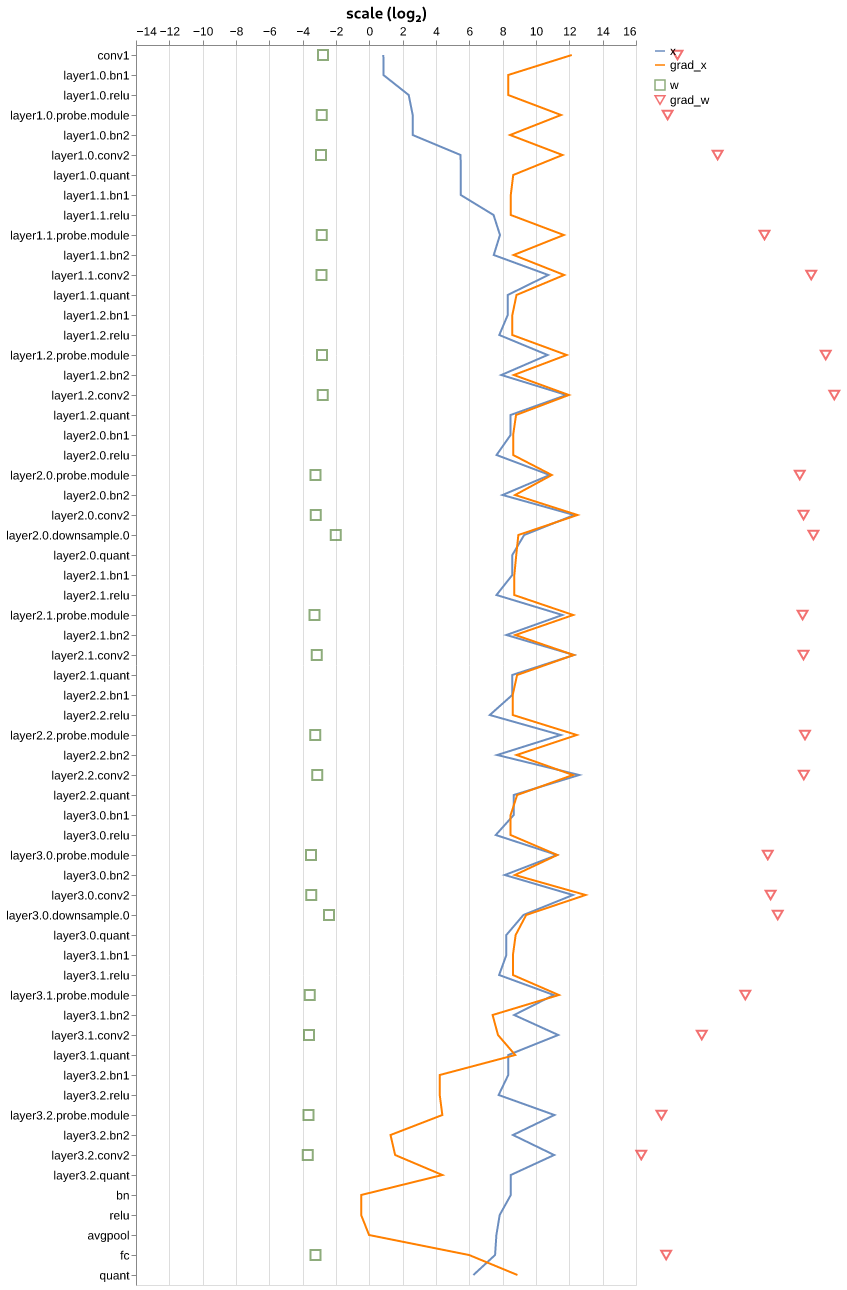 scale (log₂)
−14 −12 −10 −8 −6 −4 −2 0 2 4 6 8 10 12 14 16
x
grad_x
w
grad_w
conv1
layer1.0.bn1
layer1.0.relu
layer1.0.probe.module
layer1.0.bn2
layer1.0.conv2
layer1.0.quant
layer1.1.bn1
layer1.1.relu
layer1.1.probe.module
layer1.1.bn2
layer1.1.conv2
layer1.1.quant
layer1.2.bn1
layer1.2.relu
layer1.2.probe.module
layer1.2.bn2
layer1.2.conv2
layer1.2.quant
layer2.0.bn1
layer2.0.relu
layer2.0.probe.module
layer2.0.bn2
layer2.0.conv2
layer2.0.downsample.0
layer2.0.quant
layer2.1.bn1
layer2.1.relu
layer2.1.probe.module
layer2.1.bn2
layer2.1.conv2
layer2.1.quant
layer2.2.bn1
layer2.2.relu
layer2.2.probe.module
layer2.2.bn2
layer2.2.conv2
layer2.2.quant
layer3.0.bn1
layer3.0.relu
layer3.0.probe.module
layer3.0.bn2
layer3.0.conv2
layer3.0.downsample.0
layer3.0.quant
layer3.1.bn1
layer3.1.relu
layer3.1.probe.module
layer3.1.bn2
layer3.1.conv2
layer3.1.quant
layer3.2.bn1
layer3.2.relu
layer3.2.probe.module
layer3.2.bn2
layer3.2.conv2
layer3.2.quant
bn
relu
avgpool
fc
quant